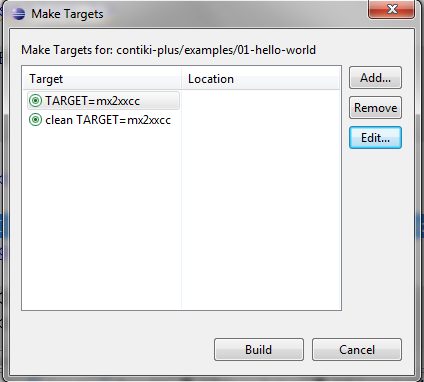 Make Targets
Make Targets for: contiki-plus/examples/01-hello-world
Target Location
TARGET=mx2xxcc
clean TARGET=mx2xxcc
Add...
Remove
Edit...
Build Cancel